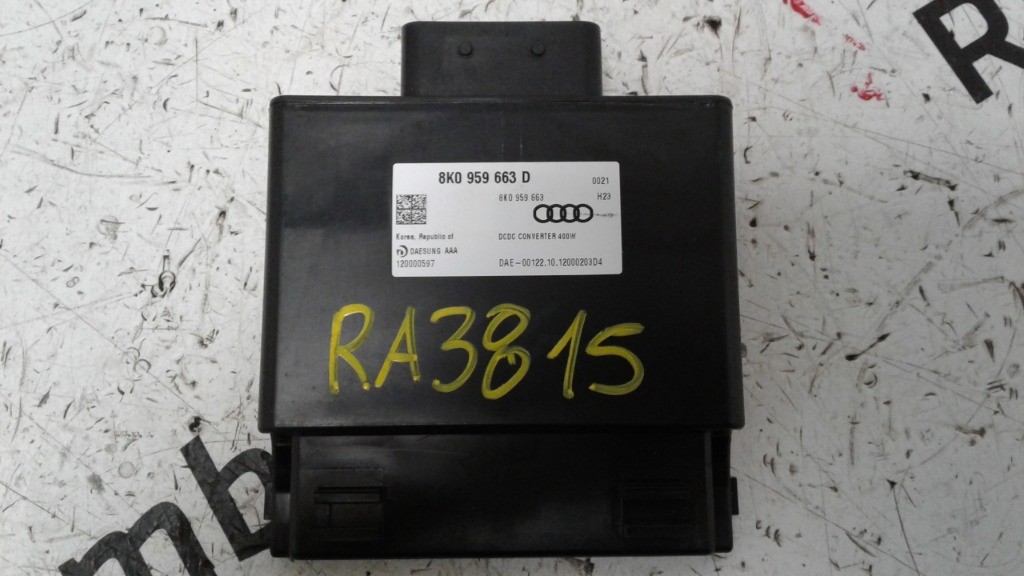 8K0 959 663 D
0021
8K0 959 663
H23
Korea, Republic of
DCDC CONVERTER 400W
DAESUNG AAA
120000597
DAE-00122.10.12000203D4
RA3815
R
mb